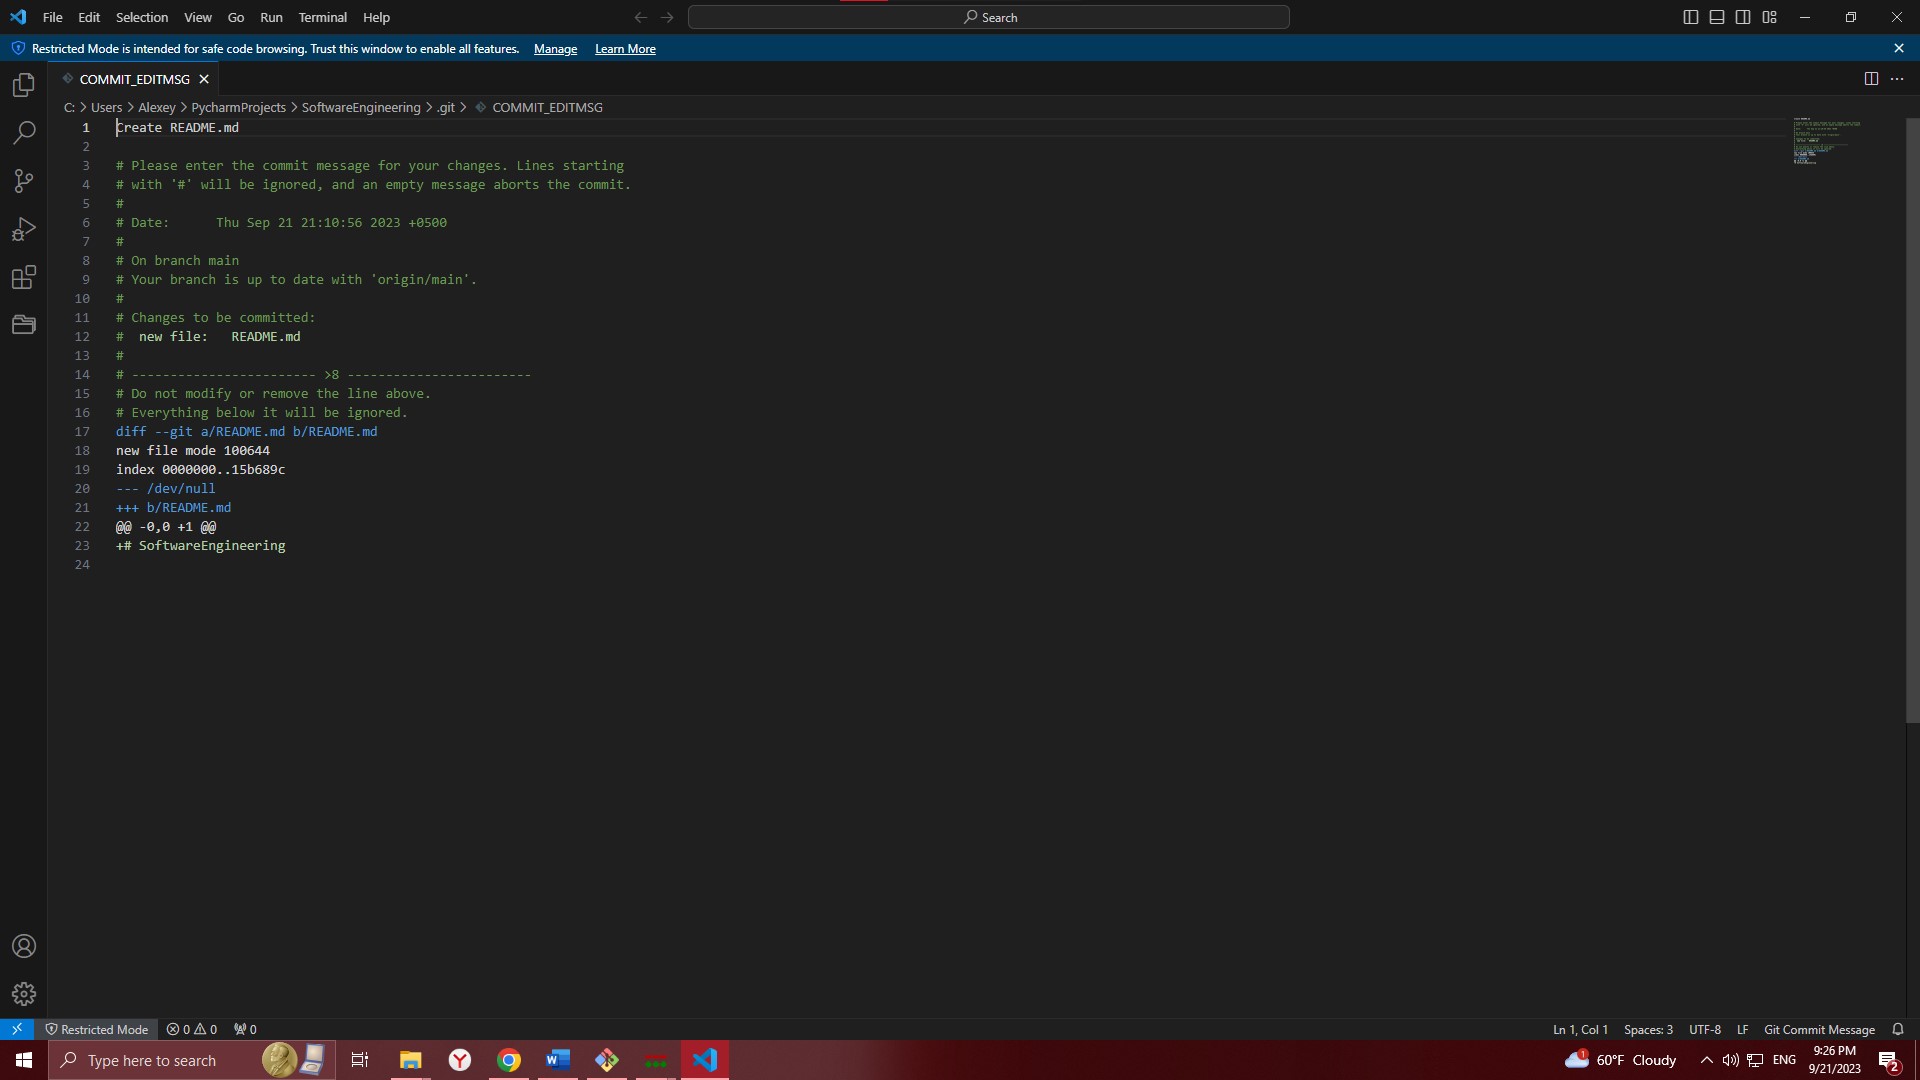 File Edit Selection View Go Run Terminal Help
Search
Restricted Mode is intended for safe code browsing. Trust this window to enable all features. Manage Learn More
COMMIT_EDITMSG
C: > Users > Alexey > PycharmProjects > SoftwareEngineering > .git > COMMIT_EDITMSG
1 Create README.md
2
3 # Please enter the commit message for your changes. Lines starting
4 # with '#' will be ignored, and an empty message aborts the commit.
5 #
6 # Date:      Thu Sep 21 21:10:56 2023 +0500
7 #
8 # On branch main
9 # Your branch is up to date with 'origin/main'.
10 #
11 # Changes to be committed:
12 #  new file:   README.md
13 #
14 # ------------------------ >8 ------------------------
15 # Do not modify or remove the line above.
16 # Everything below it will be ignored.
17 diff --git a/README.md b/README.md
18 new file mode 100644
19 index 0000000..15b689c
20 --- /dev/null
21 +++ b/README.md
22 @@ -0,0 +1 @@
23 +# SoftwareEngineering
24
Restricted Mode 0 0 0 Ln 1, Col 1 Spaces: 3 UTF-8 LF Git Commit Message
Type here to search 1 60°F Cloudy ENG 9:26 PM 9/21/2023 2